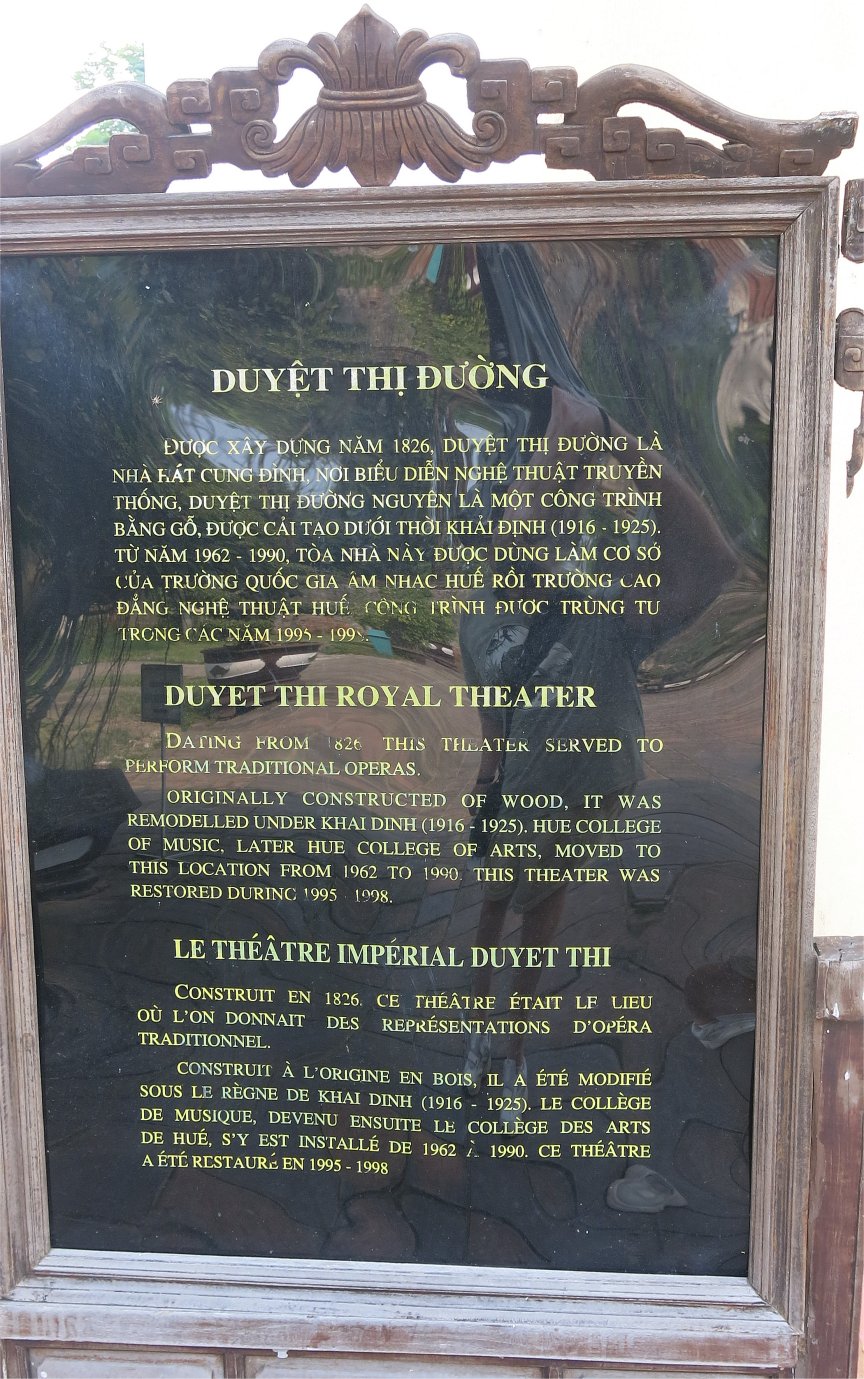 DUYỆT THỊ ĐƯỜNG
ĐƯỢC XÂY DỰNG NĂM 1826, DUYỆT THỊ ĐƯỜNG LÀ
NHÀ HÁT CUNG ĐÌNH, NƠI BIỂU DIỄN NGHỆ THUẬT TRUYỀN
THỐNG, DUYỆT THỊ ĐƯỜNG NGUYÊN LÀ MỘT CÔNG TRÌNH
BẰNG GỖ, ĐƯỢC CẢI TẠO DƯỚI THỜI KHẢI ĐỊNH (1916 - 1925).
TỪ NĂM 1962 - 1990, TÒA NHÀ NÀY ĐƯỢC DÙNG LÀM CƠ SỞ
CỦA TRƯỜNG QUỐC GIA ÂM NHẠC HUẾ RỒI TRƯỜNG CAO
ĐẲNG NGHỆ THUẬT HUẾ. CÔNG TRÌNH ĐƯỢC TRÙNG TU
TRONG CÁC NĂM 1995 - 1998.
DUYET THI ROYAL THEATER
DATING FROM 1826 THIS THEATER SERVED TO
PERFORM TRADITIONAL OPERAS.
ORIGINALLY CONSTRUCTED OF WOOD, IT WAS
REMODELLED UNDER KHAI DINH (1916 - 1925). HUE COLLEGE
OF MUSIC, LATER HUE COLLEGE OF ARTS, MOVED TO
THIS LOCATION FROM 1962 TO 1990. THIS THEATER WAS
RESTORED DURING 1995 - 1998.
LE THÉÂTRE IMPÉRIAL DUYET THI
CONSTRUIT EN 1826. CE THÉÂTRE ÉTAIT LE LIEU
OÙ L'ON DONNAIT DES REPRÉSENTATIONS D'OPÉRA
TRADITIONNEL.
CONSTRUIT À L'ORIGINE EN BOIS, IL A ÉTÉ MODIFIÉ
SOUS LE RÈGNE DE KHAI DINH (1916 - 1925). LE COLLÈGE
DE MUSIQUE, DEVENU ENSUITE LE COLLÈGE DES ARTS
DE HUÉ, S'Y EST INSTALLÉ DE 1962 À 1990. CE THÉÂTRE
A ÉTÉ RESTAURÉ EN 1995 - 1998